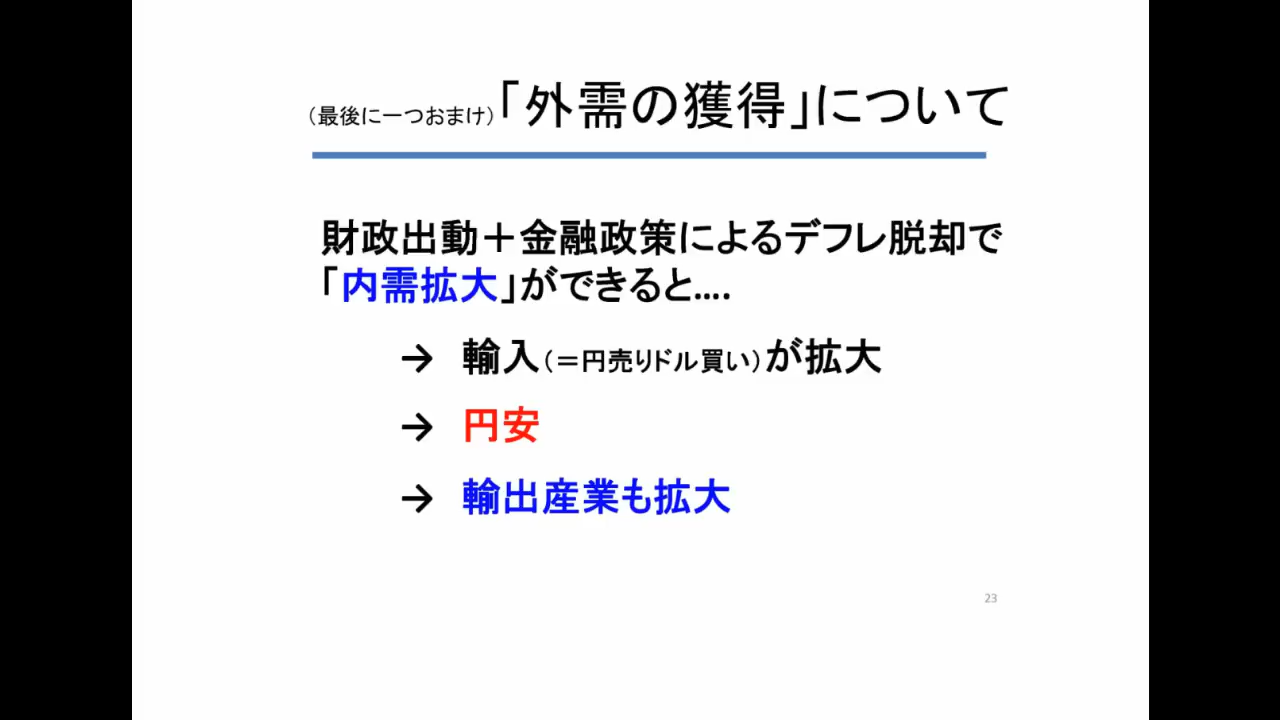 （最後に一つおまけ）「外需の獲得」について
財政出動＋金融政策によるデフレ脱却で
「内需拡大」ができると….
→ 輸入（＝円売りドル買い）が拡大
→ 円安
→ 輸出産業も拡大
23